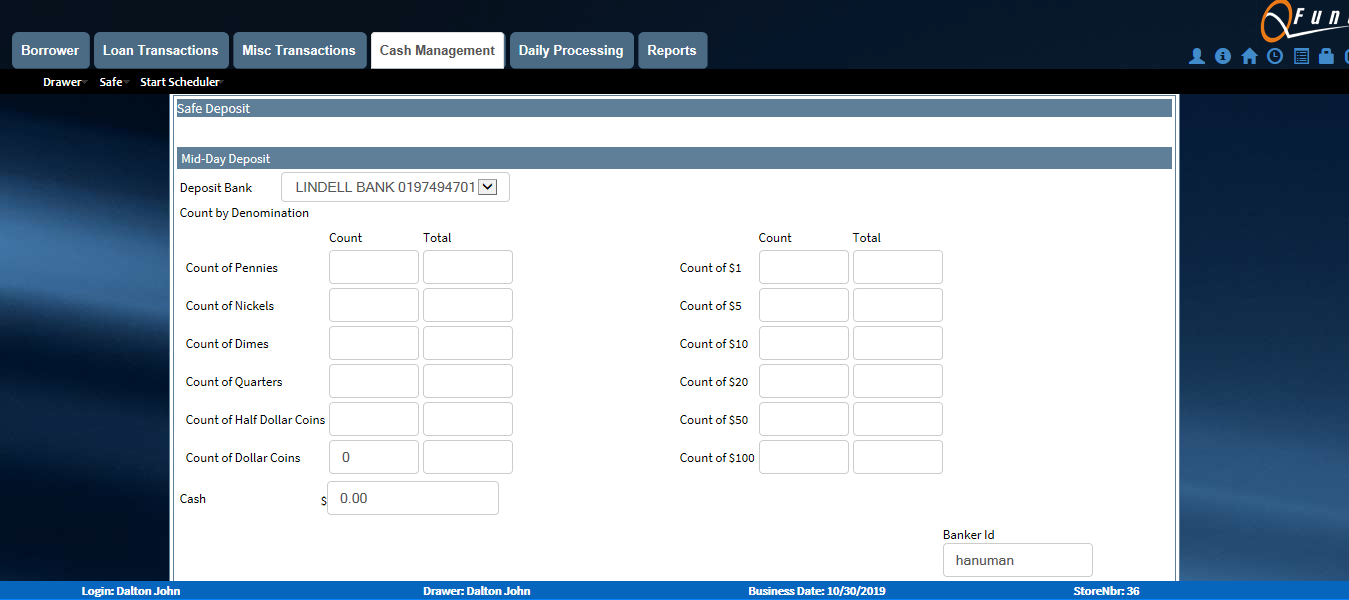 Fun
Borrower Loan Transactions Misc Transactions Cash Management Daily Processing Reports
Drawer Safe Start Scheduler
Safe Deposit
Mid-Day Deposit
Deposit Bank LINDELL BANK 0197494701
Count by Denomination
Count Total Count Total
Count of Pennies Count of $1
Count of Nickels Count of $5
Count of Dimes Count of $10
Count of Quarters Count of $20
Count of Half Dollar Coins Count of $50
Count of Dollar Coins 0 Count of $100
Cash $ 0.00
Banker Id
hanuman
Login: Dalton John Drawer: Dalton John Business Date: 10/30/2019 StoreNbr: 36